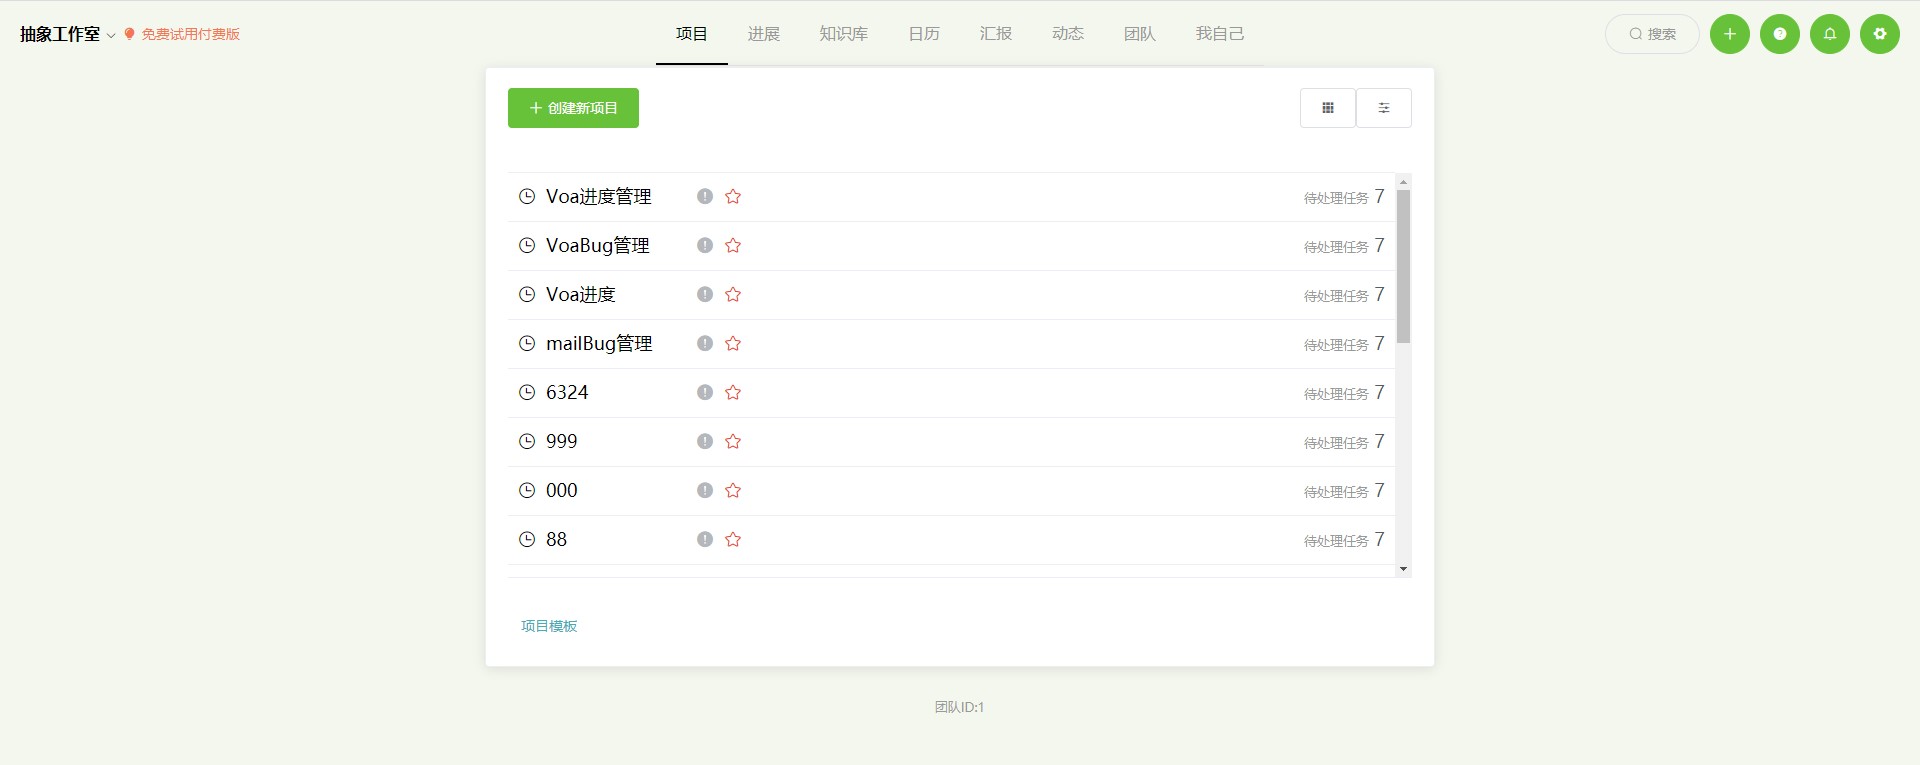 抽象工作室 免费试用付费版 项目 进展 知识库 日历 汇报 动态 团队 我自己 搜索
创建新项目
Voa进度管理 待处理任务 7
VoaBug管理 待处理任务 7
Voa进度 待处理任务 7
mailBug管理 待处理任务 7
6324 待处理任务 7
999 待处理任务 7
000 待处理任务 7
88 待处理任务 7
项目模板
团队ID:1